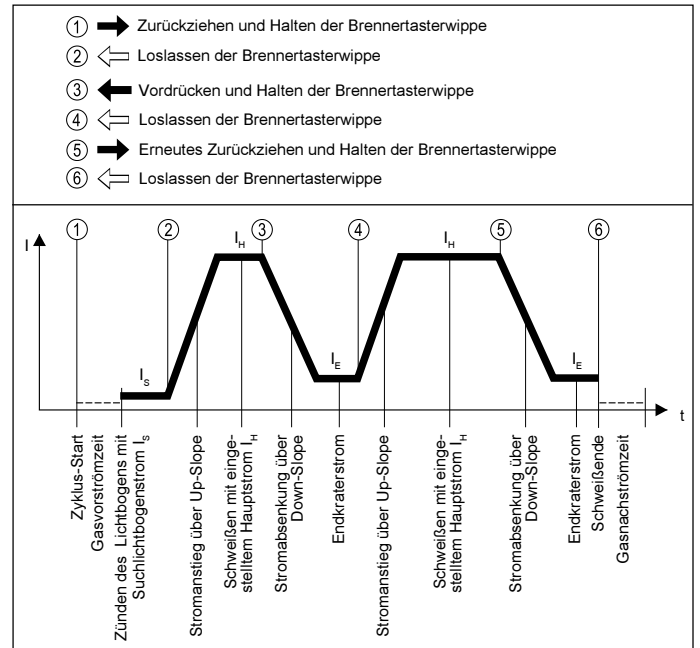 1 Zurückziehen und Halten der Brennertasterwippe
2 Loslassen der Brennertasterwippe
3 Vordrücken und Halten der Brennertasterwippe
4 Loslassen der Brennertasterwippe
5 Erneutes Zurückziehen und Halten der Brennertasterwippe
6 Loslassen der Brennertasterwippe
1 2 3 4 5 6
I
I_H
I_H
I_S
I_E
I_E
t
Zyklus-Start
Gasvorströmzeit
Zünden des Lichtbogens mit
Suchlichtbogenstrom I_S
Stromanstieg über Up-Slope
Schweißen mit einge-
stelltem Hauptstrom I_H
Stromabsenkung über
Down-Slope
Endkraterstrom
Stromanstieg über Up-Slope
Schweißen mit einge-
stelltem Hauptstrom I_H
Stromabsenkung über
Down-Slope
Endkraterstrom
Schweißende
Gasnachströmzeit